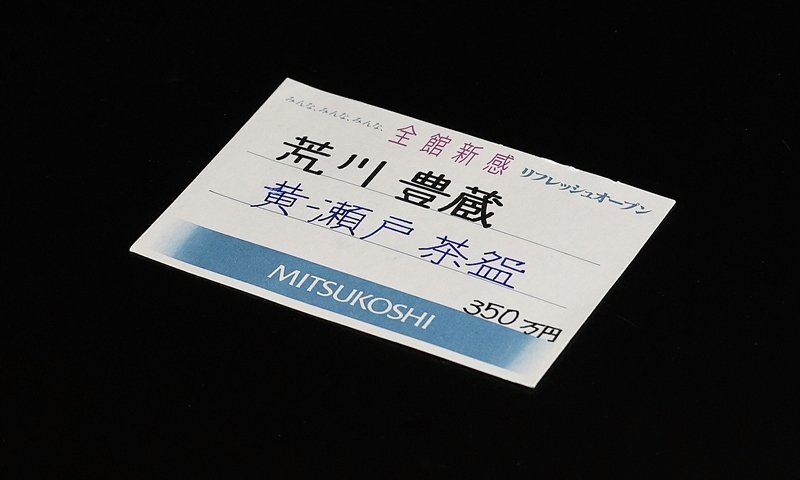 みんな、みんな、みんな、
全館新感 リフレッシュオープン
荒川 豊蔵
黄瀬戸 茶盌
350万円
MITSUKOSHI